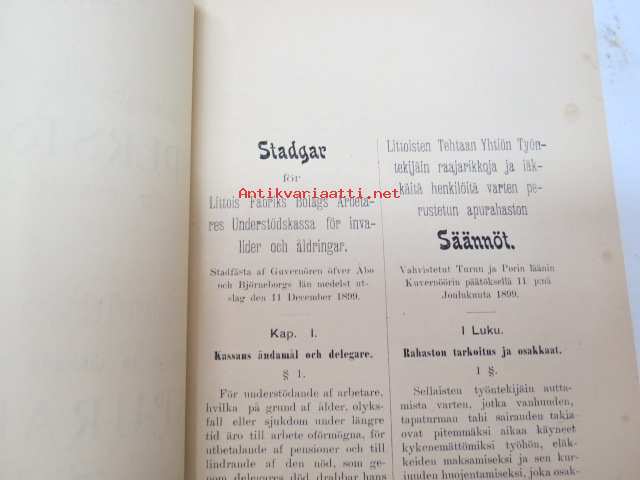 Stadgar
för
Littois Fabriks Bolags Arbeta-
res Understödskassa för inva-
lider och åldringar.
Stadfästa af Guvernören öfver Åbo
och Björneborgs län medelst ut-
slag den 11 December 1899.
Kap. I.
Kassans ändamål och delegare.
§ 1.
För understödande af arbetare,
hvilka på grund af ålder, olyks-
fall eller sjukdom under längre
tid äro till arbete oförmögna, för
utbetalande af pensioner och till
lindrande af den nöd, som ge-
nom delegares död drabbar hans
Littoisten Tehtaan Yhtiön Työn-
tekijäin raajarikkoja ja iäk-
käitä henkilöitä varten pe-
rustetun apurahaston
Säännöt.
Vahvistetut Turun ja Porin läänin
Kuvernöörin päätöksellä 11 p:nä
Joulukuuta 1899.
I Luku.
Rahaston tarkoitus ja osakkaat.
1 §.
Sellaisten työntekijäin autta-
mista varten, jotka vanhuuden,
tapaturman tahi sairauden takia
ovat pitemmäksi aikaa käyneet
kykenemättömiksi työhön, eläk-
keiden maksamiseksi ja sen kur-
juuden huojentamiseksi, joka osak-
Antikvariaatti.net